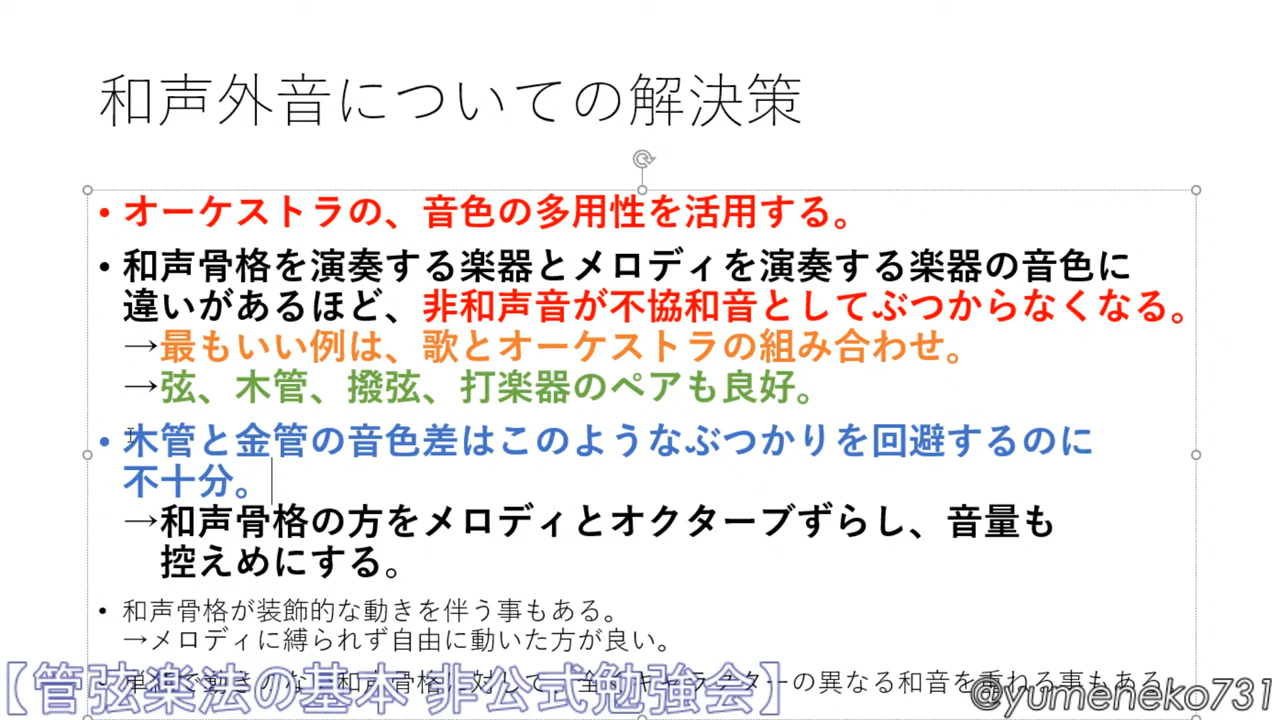 和声外音についての解決策
• オーケストラの、音色の多用性を活用する。
• 和声骨格を演奏する楽器とメロディを演奏する楽器の音色に
違いがあるほど、非和声音が不協和音としてぶつからなくなる。
→最もいい例は、歌とオーケストラの組み合わせ。
→弦、木管、撥弦、打楽器のペアも良好。
• 木管と金管の音色差はこのようなぶつかりを回避するのに
不十分。
→和声骨格の方をメロディとオクターブずらし、音量も
控えめにする。
• 和声骨格が装飾的な動きを伴う事もある。
→メロディに縛られず自由に動いた方が良い。
和声骨格に対して、全くキャラクターの異なる和音を重ねる事もある
【管弦楽法の基本 非公式勉強会】
@yumeneko731